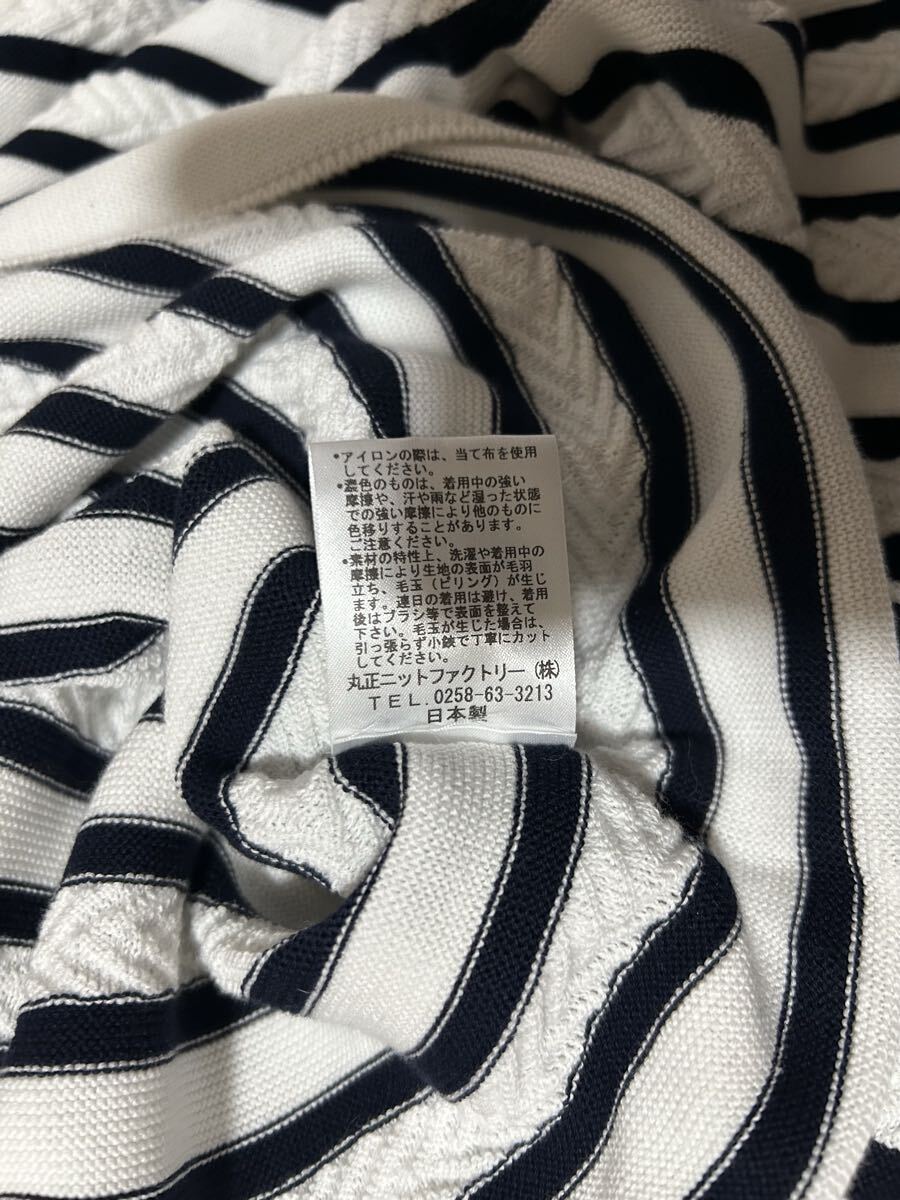 •アイロンの際は、当て布を使用
してください。
•濃色のものは、着用中の強い
摩擦や、汗や雨など湿った状態
での強い摩擦により他のものに
色移りすることがあります。
ご注意ください。
•素材の特性上、洗濯や着用中の
摩擦により生地の表面が毛羽
立ち、毛玉（ピリング）が生じ
ます。連日の着用は避け、着用
後はブラシ等で表面を整えて
下さい。毛玉が生じた場合は、
引っ張らず小鋏で丁寧にカット
してください。
丸正ニットファクトリー（株）
TEL.0258-63-3213
日本製